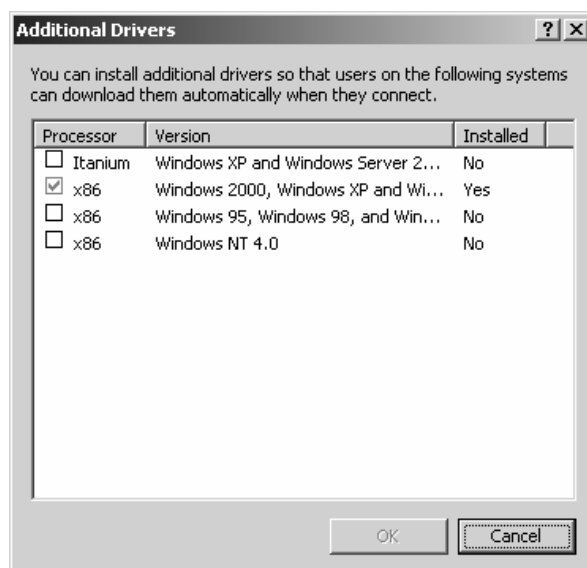 Additional Drivers
You can install additional drivers so that users on the following systems
can download them automatically when they connect.
Processor Version Installed
Itanium Windows XP and Windows Server 2... No
x86 Windows 2000, Windows XP and Wi... Yes
x86 Windows 95, Windows 98, and Win... No
x86 Windows NT 4.0 No
OK Cancel